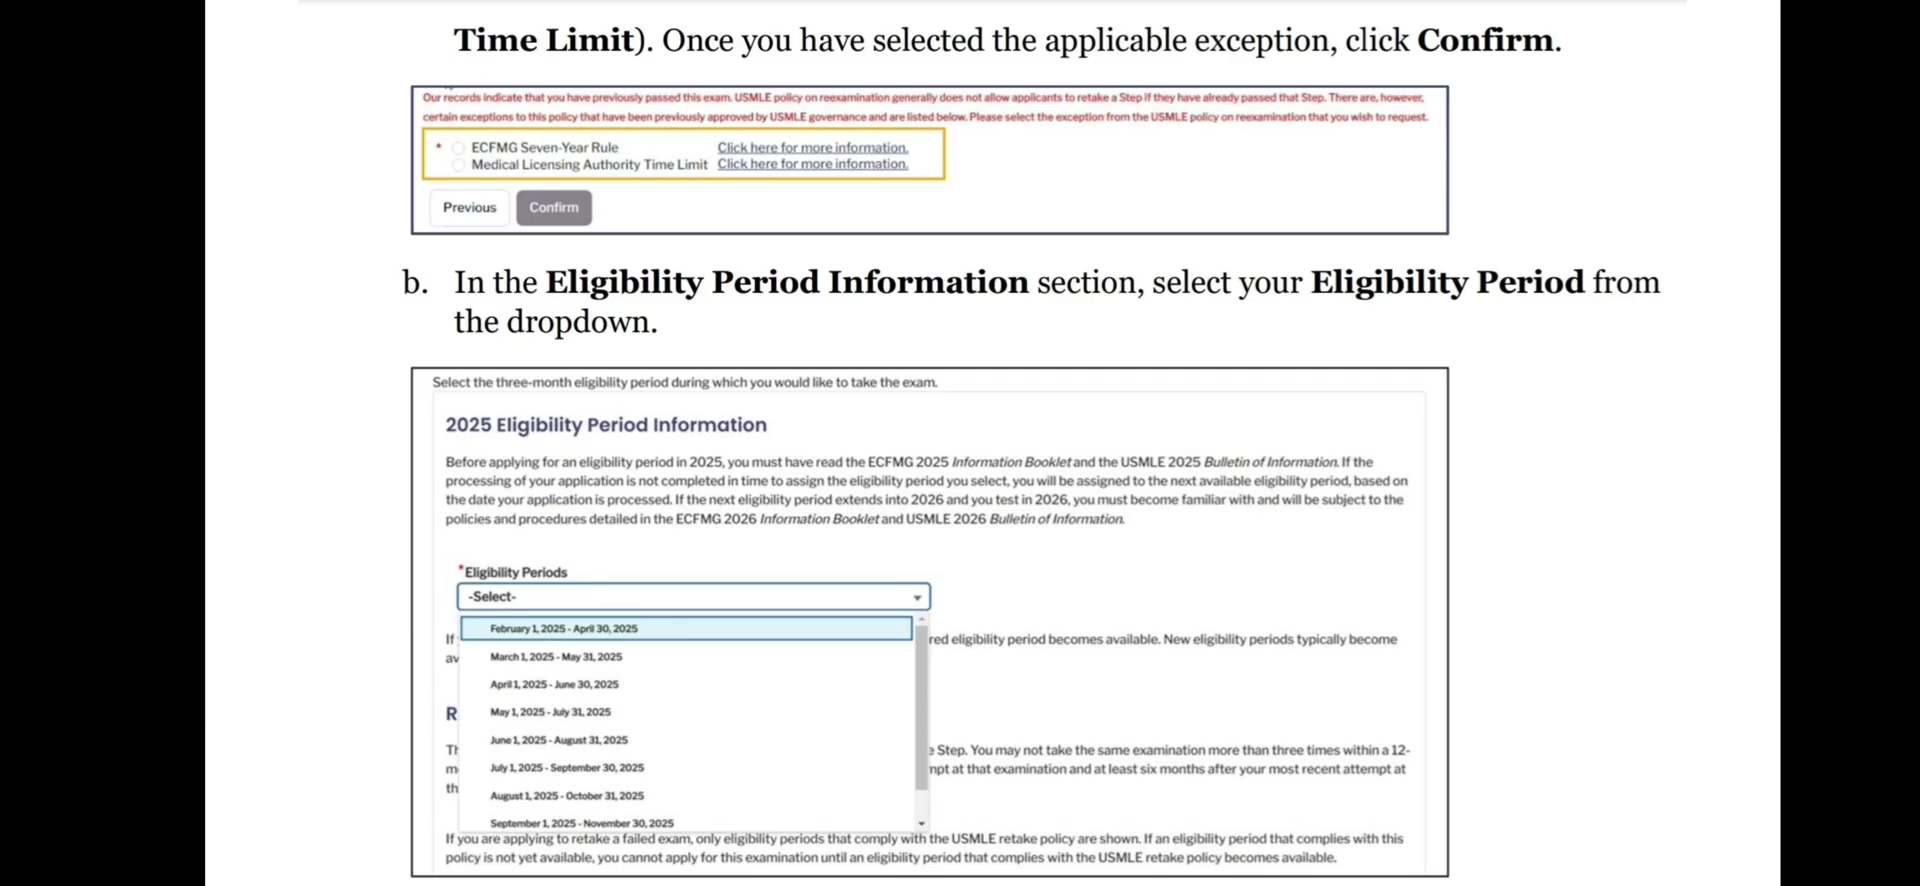 Time Limit). Once you have selected the applicable exception, click Confirm.
Our records indicate that you have previously passed this exam. USMLE policy on reexamination generally does not allow applicants to retake a Step if they have already passed that Step. There are, however,
certain exceptions to this policy that have been previously approved by USMLE governance and are listed below. Please select the exception from the USMLE policy on reexamination that you wish to request.
* ECFMG Seven-Year Rule Click here for more information.
Medical Licensing Authority Time Limit Click here for more information.
Previous Confirm
b. In the Eligibility Period Information section, select your Eligibility Period from
the dropdown.
Select the three-month eligibility period during which you would like to take the exam.
2025 Eligibility Period Information
Before applying for an eligibility period in 2025, you must have read the ECFMG 2025 Information Booklet and the USMLE 2025 Bulletin of Information. If the
processing of your application is not completed in time to assign the eligibility period you select, you will be assigned to the next available eligibility period, based on
the date your application is processed. If the next eligibility period extends into 2026 and you test in 2026, you must become familiar with and will be subject to the
policies and procedures detailed in the ECFMG 2026 Information Booklet and USMLE 2026 Bulletin of Information.
*Eligibility Periods
-Select-
February 1, 2025 - April 30, 2025
If red eligibility period becomes available. New eligibility periods typically become
av March 1, 2025 - May 31, 2025
April 1, 2025 - June 30, 2025
R May 1, 2025 - July 31, 2025
June 1, 2025 - August 31, 2025
Th e Step. You may not take the same examination more than three times within a 12-
m July 1, 2025 - September 30, 2025 mpt at that examination and at least six months after your most recent attempt at
th August 1, 2025 - October 31, 2025
September 1, 2025 - November 30, 2025
If you are applying to retake a failed exam, only eligibility periods that comply with the USMLE retake policy are shown. If an eligibility period that complies with this
policy is not yet available, you cannot apply for this examination until an eligibility period that complies with the USMLE retake policy becomes available.